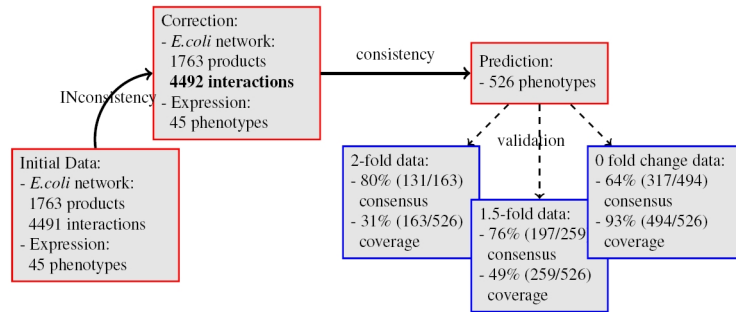 Correction:
- E.coli network:
1763 products
4492 interactions
- Expression:
45 phenotypes
consistency
Prediction:
- 526 phenotypes
INconsistency
Initial Data:
- E.coli network:
1763 products
4491 interactions
- Expression:
45 phenotypes
validation
2-fold data:
- 80% (131/163)
consensus
- 31% (163/526)
coverage
1.5-fold data:
- 76% (197/259
consensus
- 49% (259/526)
coverage
0 fold change data:
- 64% (317/494)
consensus
- 93% (494/526)
coverage